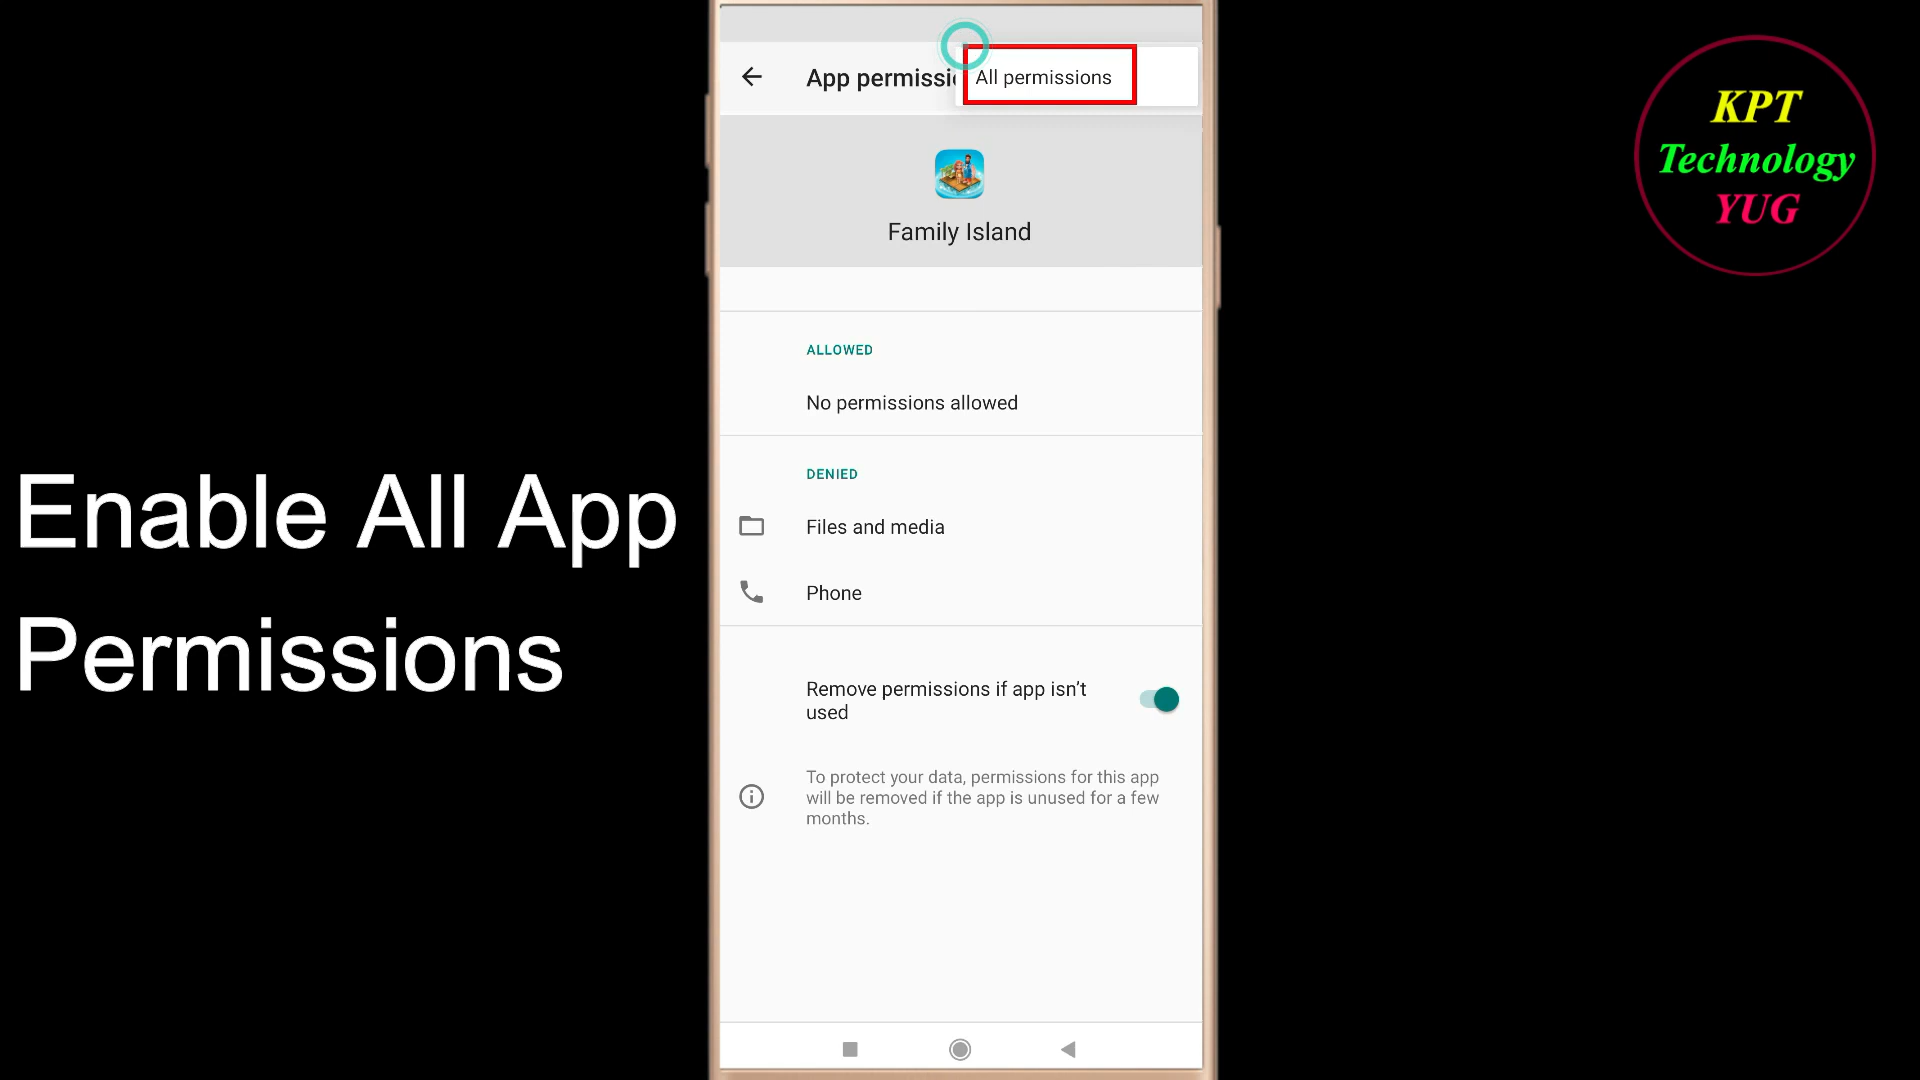 App permissi
All permissions
Family Island
ALLOWED
No permissions allowed
DENIED
Files and media
Phone
Remove permissions if app isn’t
used
To protect your data, permissions for this app
will be removed if the app is unused for a few
months.
Enable All App
Permissions
KPT
Technology
YUG